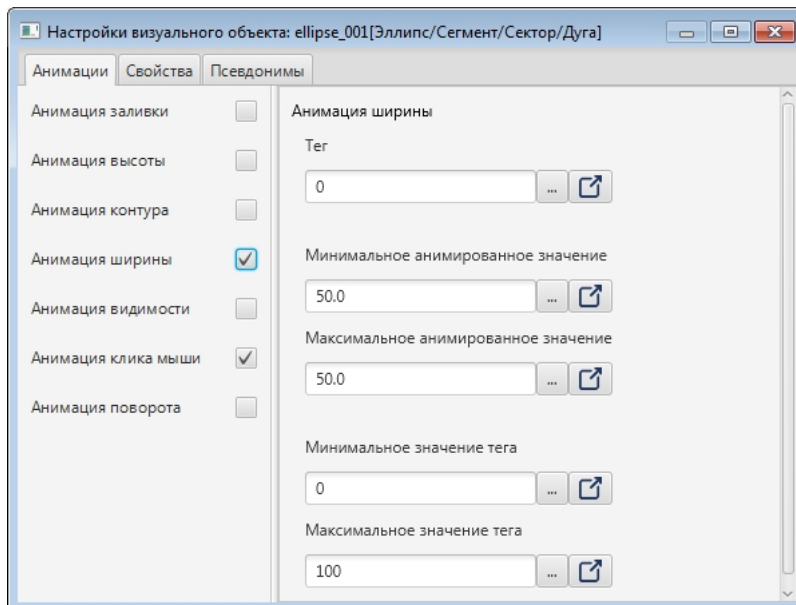 Настройки визуального объекта: ellipse_001[Эллипс/Сегмент/Сектор/Дуга]
Анимации Свойства Псевдонимы
Анимация заливки
Анимация высоты
Анимация контура
Анимация ширины
Анимация видимости
Анимация клика мыши
Анимация поворота
Анимация ширины
Тег
0 ...
Минимальное анимированное значение
50.0 ...
Максимальное анимированное значение
50.0 ...
Минимальное значение тега
0 ...
Максимальное значение тега
100 ...